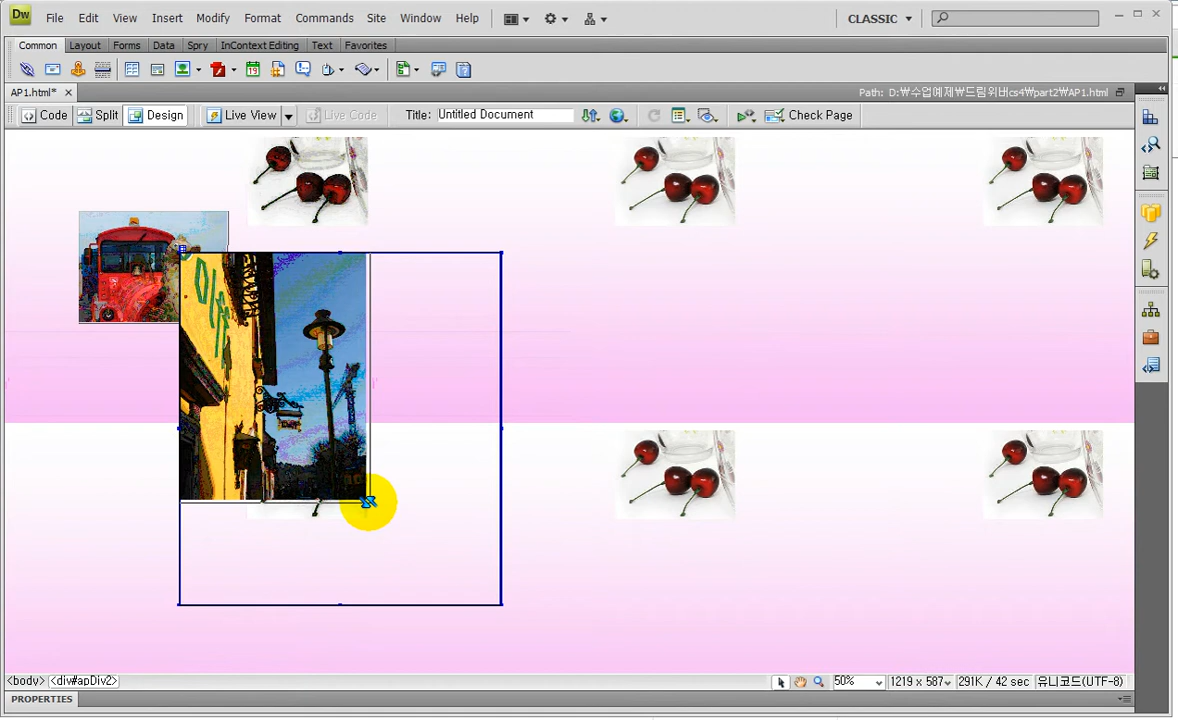 Dw File Edit View Insert Modify Format Commands Site Window Help CLASSIC
Common Layout Forms Data Spry InContext Editing Text Favorites
AP1.html* Path: D:₩수업예제₩드림위버cs4₩part2₩AP1.html
Code Split Design Live View Live Code Title: Untitled Document Check Page
<body> <div#apDiv2> 50% 1219 x 587 291K / 42 sec 유니코드(UTF-8)
PROPERTIES